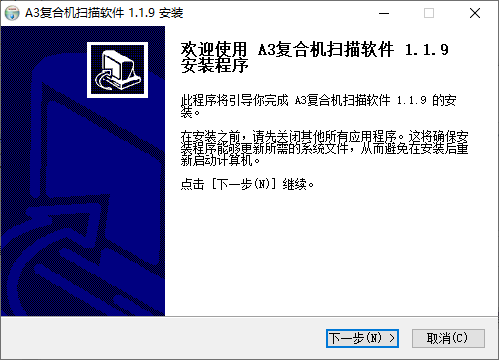 A3复合机扫描软件 1.1.9 安装
欢迎使用 A3复合机扫描软件 1.1.9
安装程序
此程序将引导你完成 A3复合机扫描软件 1.1.9 的安
装。
在安装之前，请先关闭其他所有应用程序。这将确保安
装程序能够更新所需的系统文件，从而避免在安装后重
新启动计算机。
点击 [下一步(N)] 继续。
下一步(N) >
取消(C)